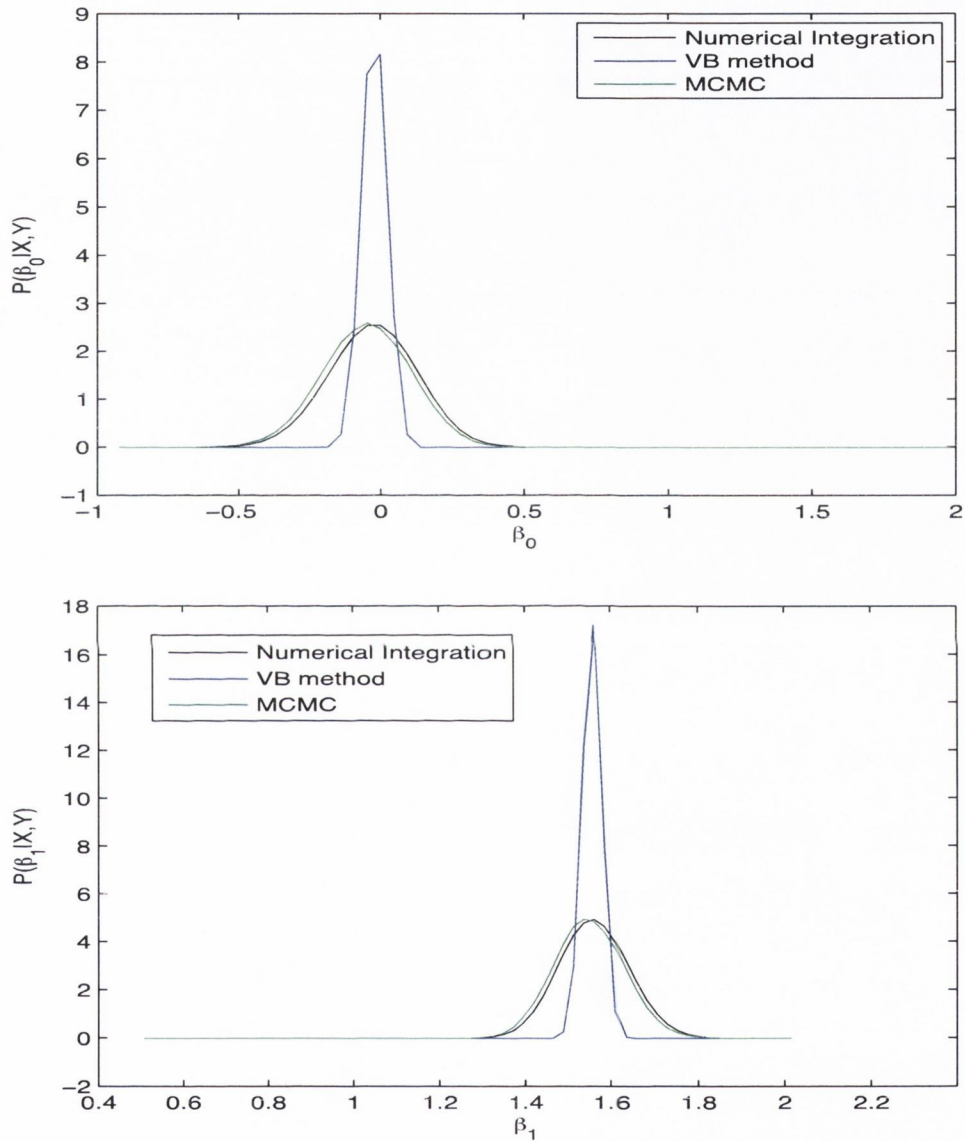 9
8
7
6
5
4
3
2
1
0
−1
P(β0|X,Y)
Numerical Integration
VB method
MCMC
−1 −0.5 0 0.5 1 1.5 2
β0
18
16
14
12
10
8
6
4
2
0
−2
P(β1|X,Y)
Numerical Integration
VB method
MCMC
0.4 0.6 0.8 1 1.2 1.4 1.6 1.8 2 2.2
β1